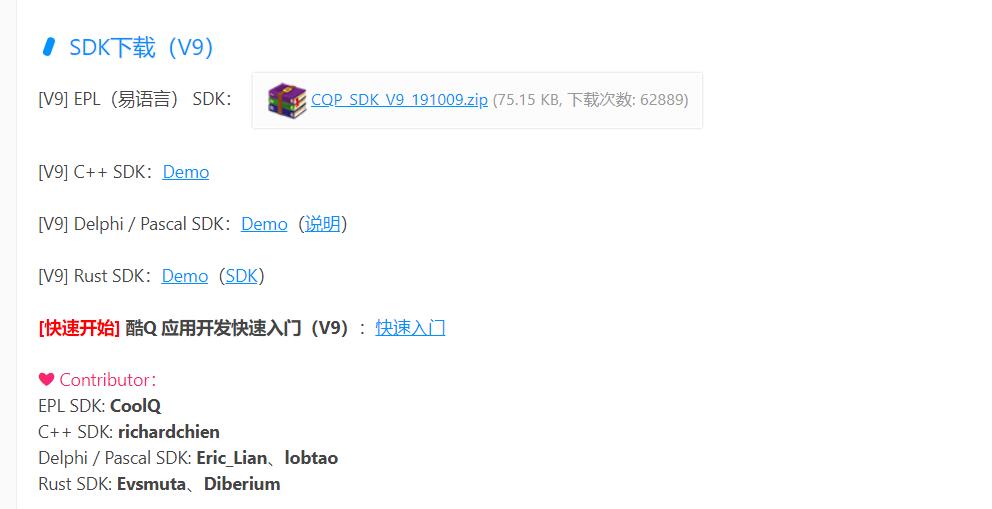 SDK下载（V9）
[V9] EPL（易语言） SDK： CQP_SDK_V9_191009.zip (75.15 KB, 下载次数: 62889)
[V9] C++ SDK：Demo
[V9] Delphi / Pascal SDK：Demo（说明）
[V9] Rust SDK：Demo（SDK）
[快速开始] 酷Q 应用开发快速入门（V9）：快速入门
Contributor：
EPL SDK: CoolQ
C++ SDK: richardchien
Delphi / Pascal SDK: Eric_Lian、lobtao
Rust SDK: Evsmuta、Diberium